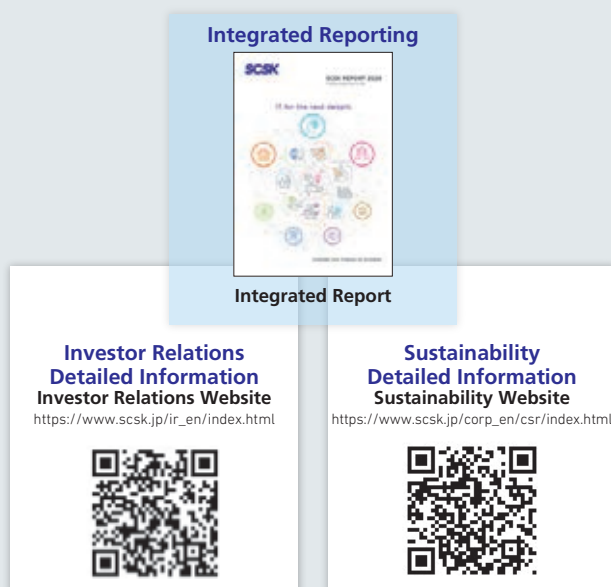 Integrated Reporting
SCSK
SCSK REPORT 2020
IT for the next delight
Integrated Report
Investor Relations
Detailed Information
Investor Relations Website
https://www.scsk.jp/ir_en/index.html
Sustainability
Detailed Information
Sustainability Website
https://www.scsk.jp/corp_en/csr/index.html